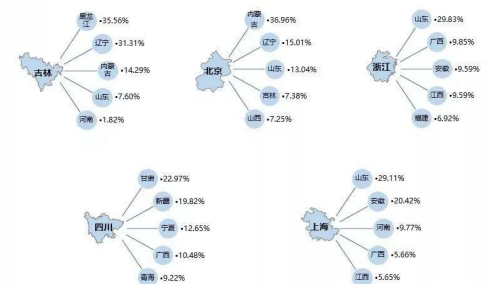 黑龙江
•35.56%
辽宁
•31.31%
吉林
内蒙古
•14.29%
山东
•7.60%
河南
•1.82%
内蒙古
•36.96%
辽宁
•15.01%
北京
山东
•13.04%
吉林
•7.38%
山西
•7.25%
山东
•29.83%
广西
•9.85%
浙江
安徽
•9.59%
江西
•9.59%
福建
•6.92%
甘肃
•22.97%
新疆
•19.82%
四川
宁夏
•12.65%
广西
•10.48%
青海
•9.22%
山东
•29.11%
安徽
•20.42%
上海
河南
•9.77%
广西
•5.66%
江西
•5.65%